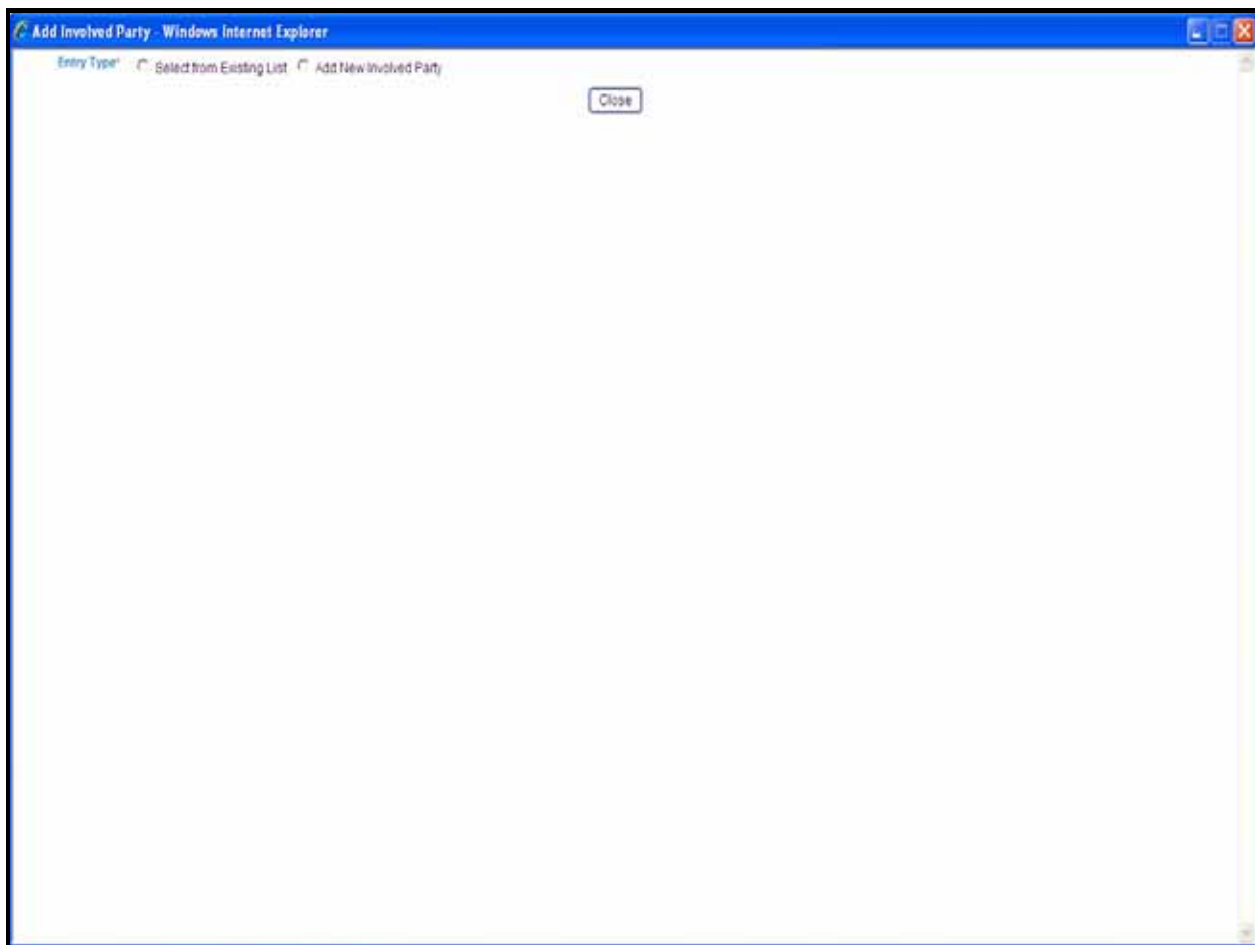 Add Involved Party - Windows Internet Explorer
Entry Type* Select from Existing List Add New Involved Party
Close